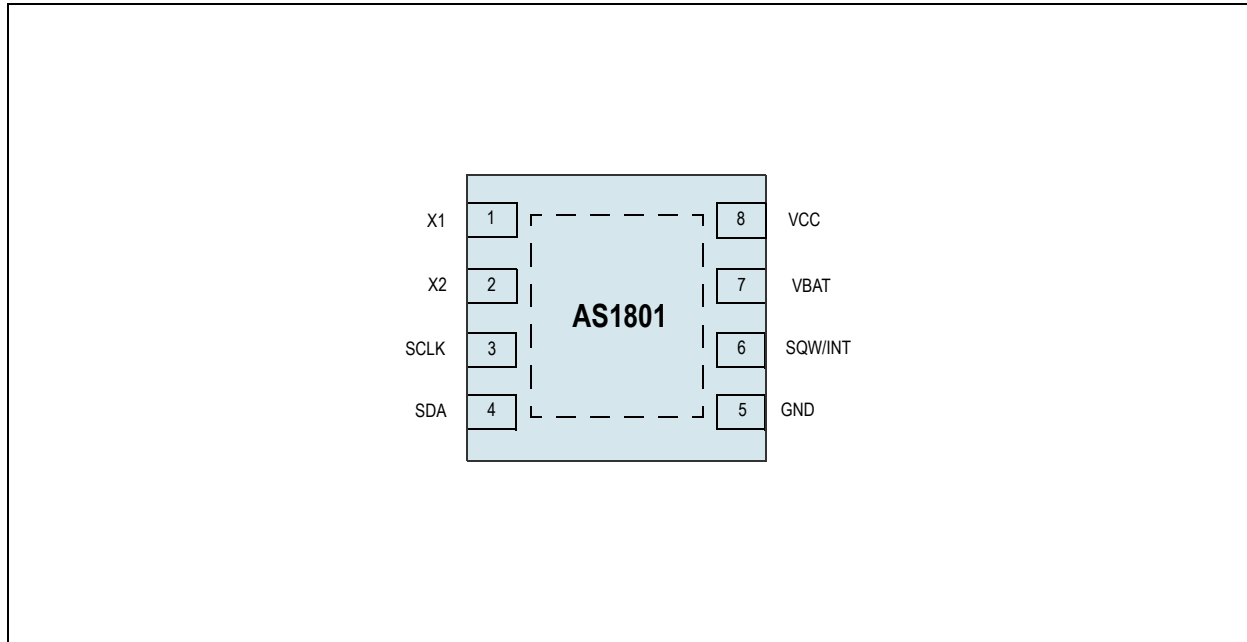 X1 1 8 VCC
X2 2 7 VBAT
AS1801
SCLK 3 6 SQW/INT
SDA 4 5 GND